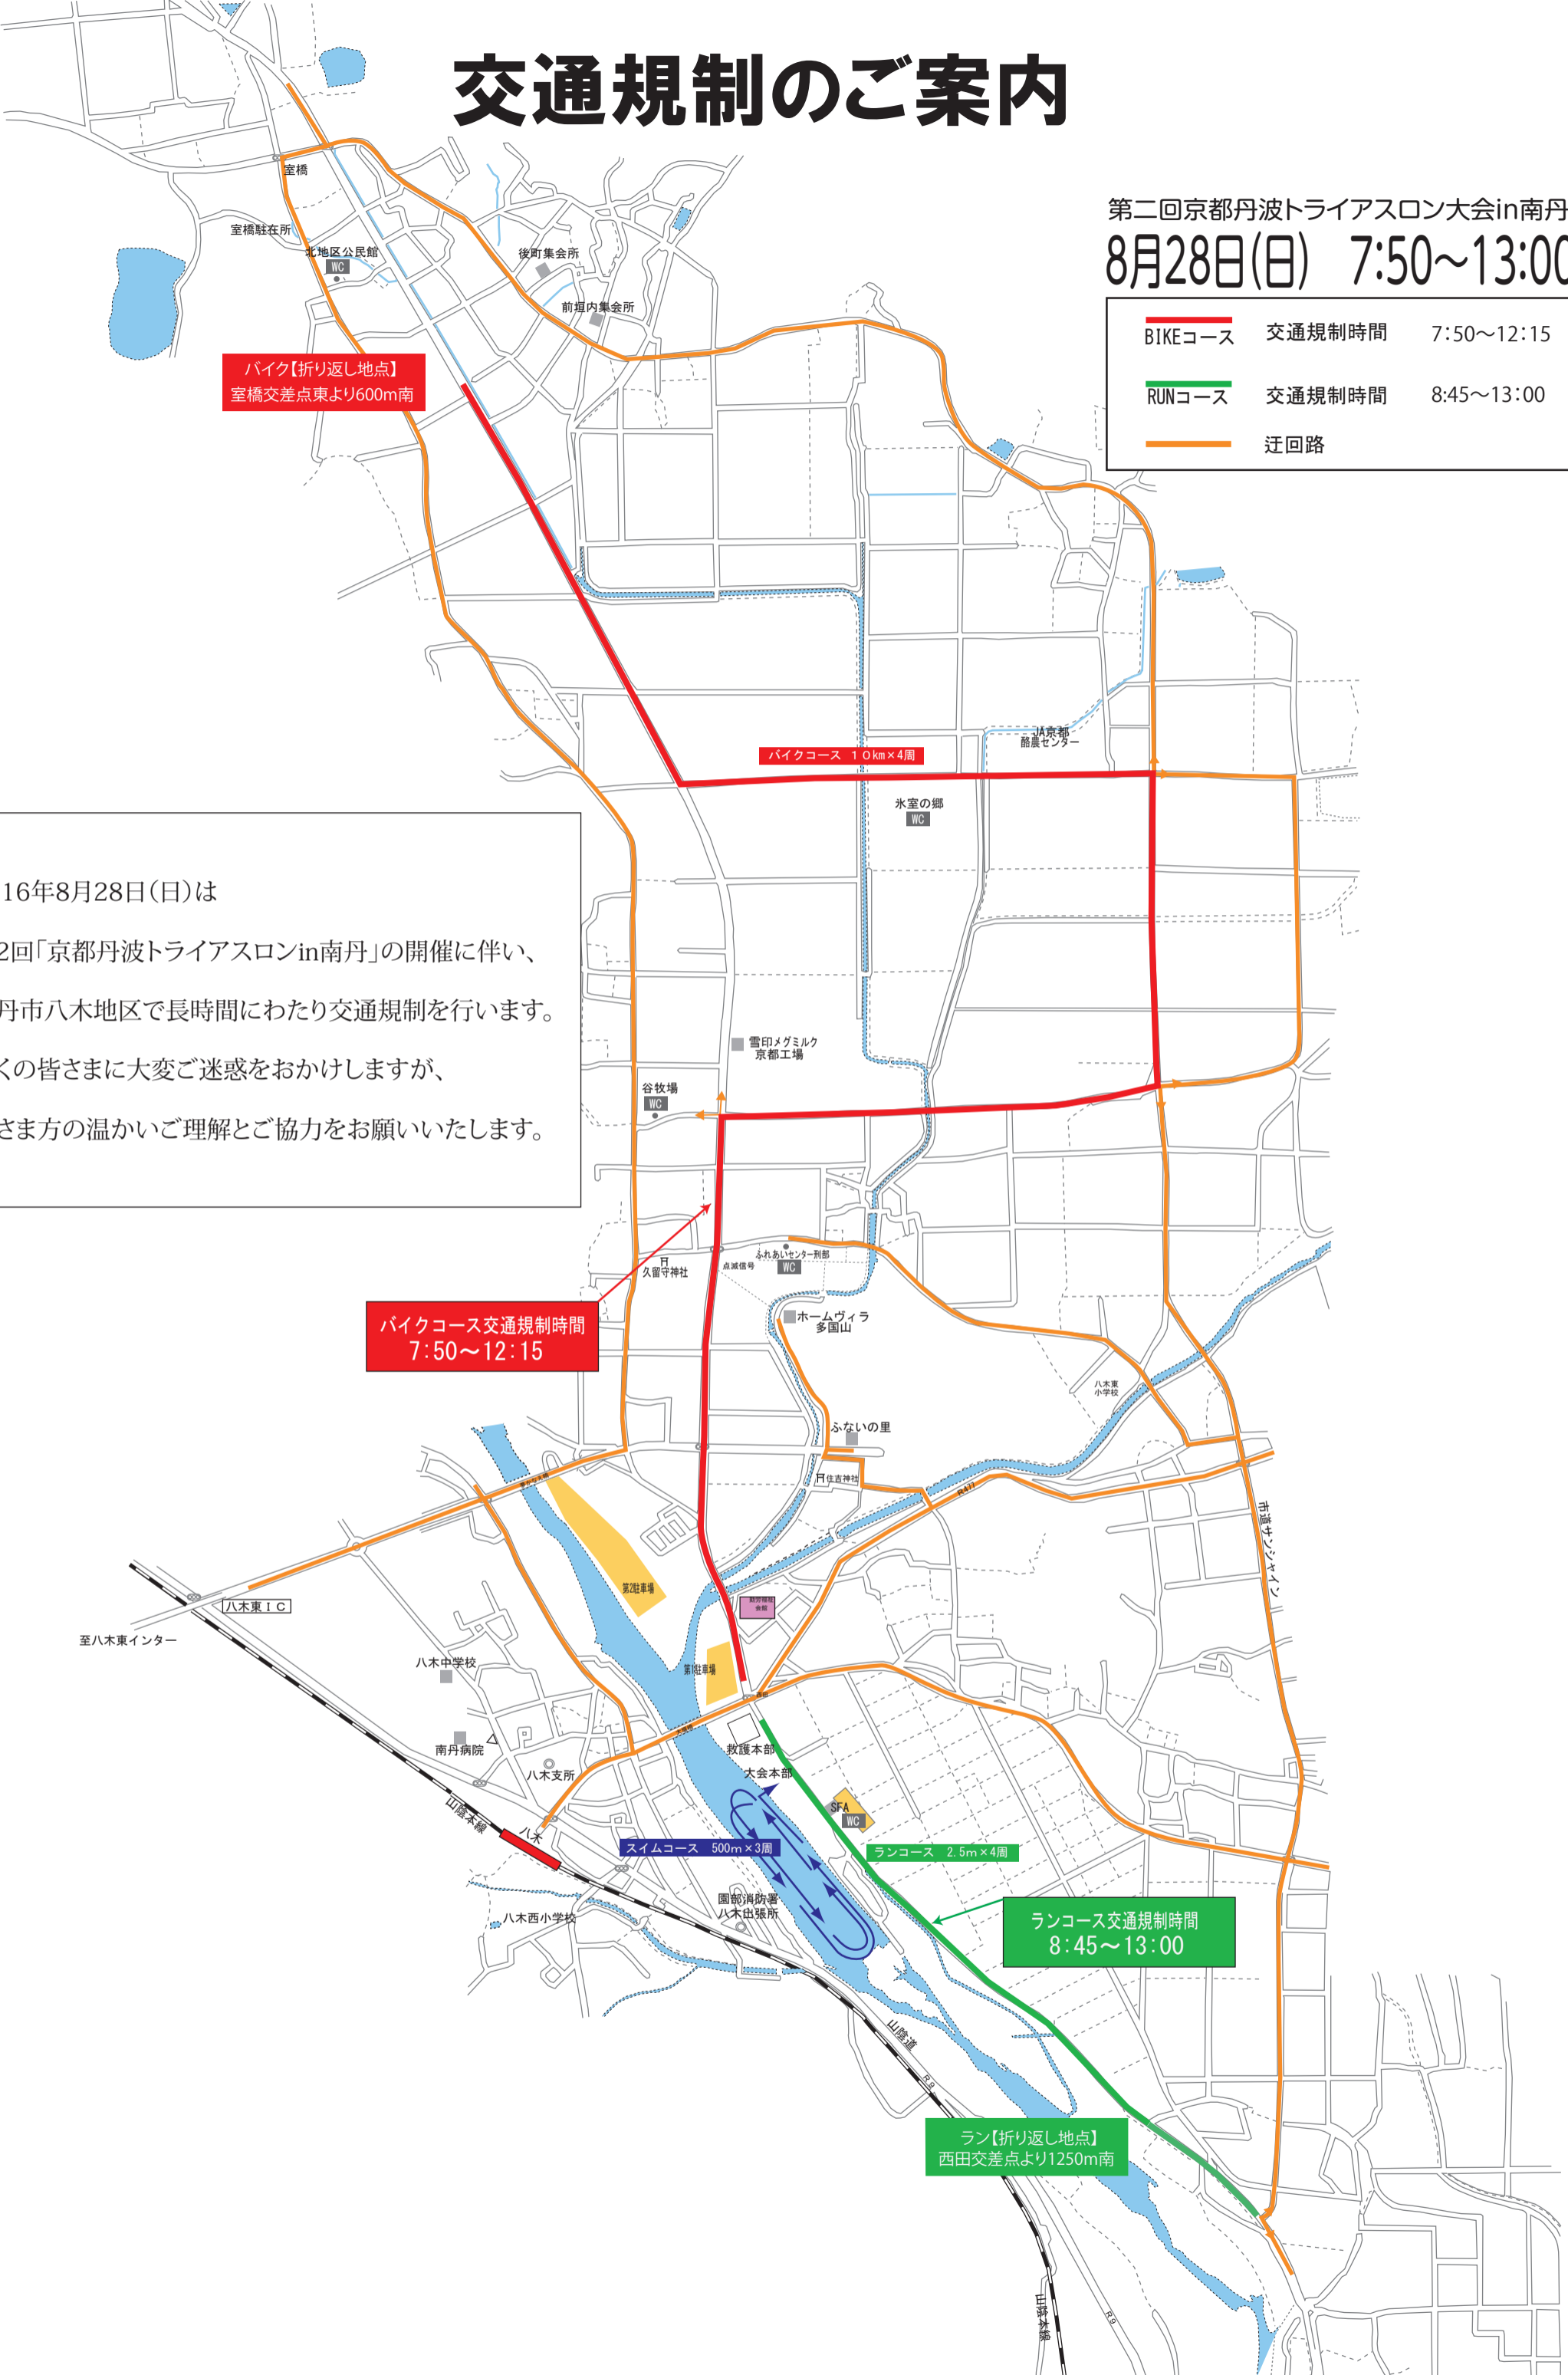 交通規制のご案内
第二回京都丹波トライアスロン大会in南丹
8月28日(日) 7:50～13:00
BIKEコース 交通規制時間 7:50～12:15
RUNコース 交通規制時間 8:45～13:00
迂回路
室橋
室橋駐在所
北地区公民館
WC
後町集会所
前垣内集会所
バイク【折り返し地点】
室橋交差点東より600m南
JA京都
酪農センター
バイクコース 10km×4周
氷室の郷
WC
16年8月28日(日)は
2回「京都丹波トライアスロンin南丹」の開催に伴い、
丹市八木地区で長時間にわたり交通規制を行います。
くの皆さまに大変ご迷惑をおかけしますが、
さま方の温かいご理解とご協力をお願いいたします。
雪印メグミルク
京都工場
谷牧場
WC
ふれあいセンター刑部
WC
点滅信号
久留守神社
ホームヴィラ
多国山
バイクコース交通規制時間
7:50～12:15
八木東
小学校
ふないの里
住吉神社
R477
市道サンシャイン
第2駐車場
八木東IC
至八木東インター
八木中学校
第1駐車場
西田
大堰橋
南丹病院
救護本部
大会本部
八木支所
SFA
WC
山陰本線
八木
スイムコース 500m×3周
ランコース 2.5m×4周
園部消防署
八木出張所
八木西小学校
ランコース交通規制時間
8:45～13:00
山陰道
R9
ラン【折り返し地点】
西田交差点より1250m南
山陰本線
R9